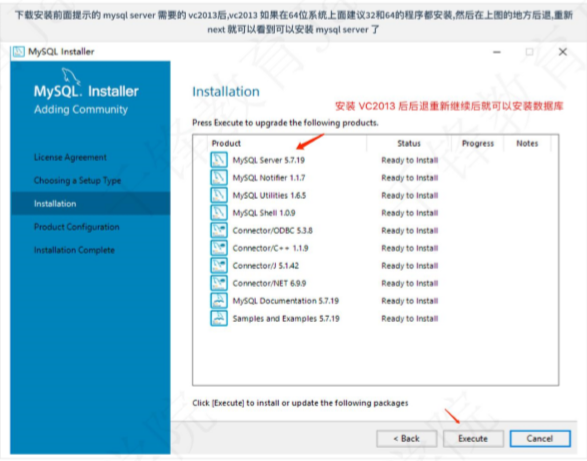 下载安装前面提示的 mysql server 需要的 vc2013后,vc2013 如果在64位系统上面建议32和64的程序都安装,然后在上图的地方后退,重新
next 就可以看到可以安装 mysql server 了
MySQL Installer
MySQL. Installer
Adding Community
License Agreement
Choosing a Setup Type
Installation
Product Configuration
Installation Complete
Installation
安装 VC2013 后后退重新继续后就可以安装数据库
Press Execute to upgrade the following products.
Product Status Progress Notes
MySQL Server 5.7.19 Ready to Install
MySQL Notifier 1.1.7 Ready to Install
MySQL Utilities 1.6.5 Ready to Install
MySQL Shell 1.0.9 Ready to Install
Connector/ODBC 5.3.8 Ready to Install
Connector/C++ 1.1.9 Ready to Install
Connector/J 5.1.42 Ready to Install
Connector/NET 6.9.9 Ready to Install
MySQL Documentation 5.7.19 Ready to Install
Samples and Examples 5.7.19 Ready to Install
Click [Execute] to install or update the following packages
< Back Execute Cancel